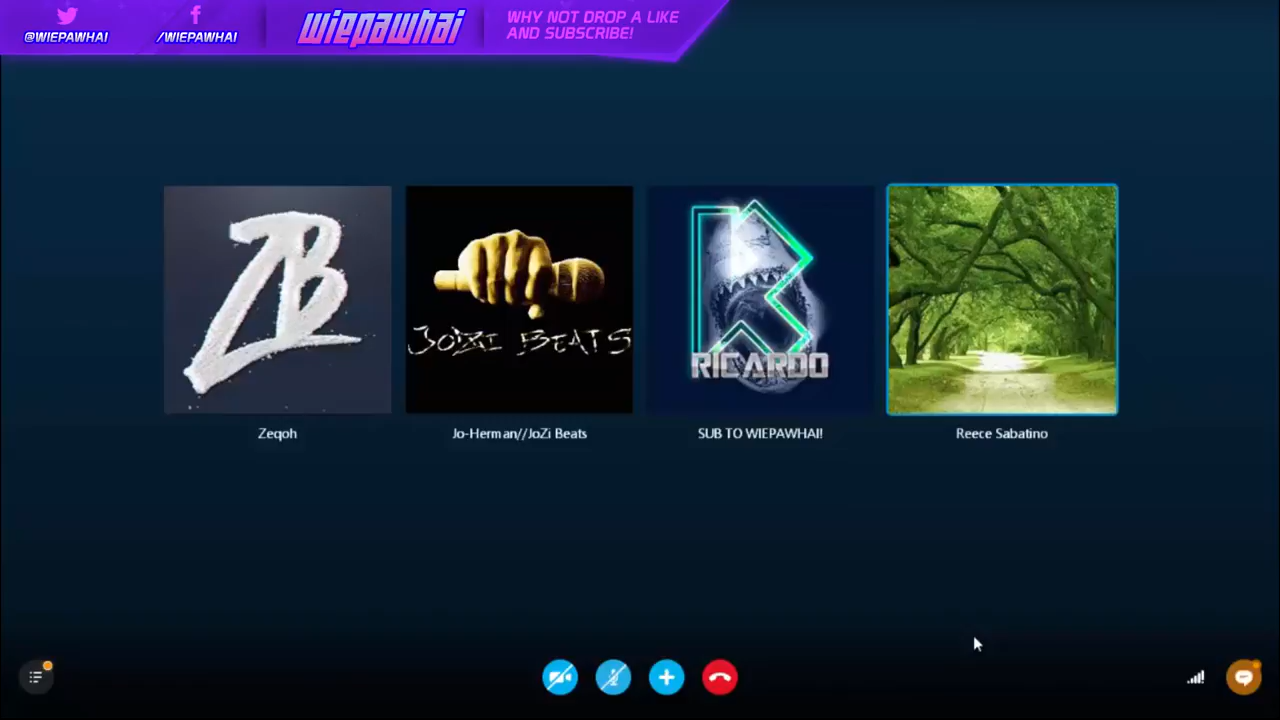 @WIEPAWHAI
/WIEPAWHAI
wiepawhai
WHY NOT DROP A LIKE
AND SUBSCRIBE!
ZB
JOZI BEATS
RICARDO
Zeqoh
Jo-Herman//JoZi Beats
SUB TO WIEPAWHAI!
Reece Sabatino